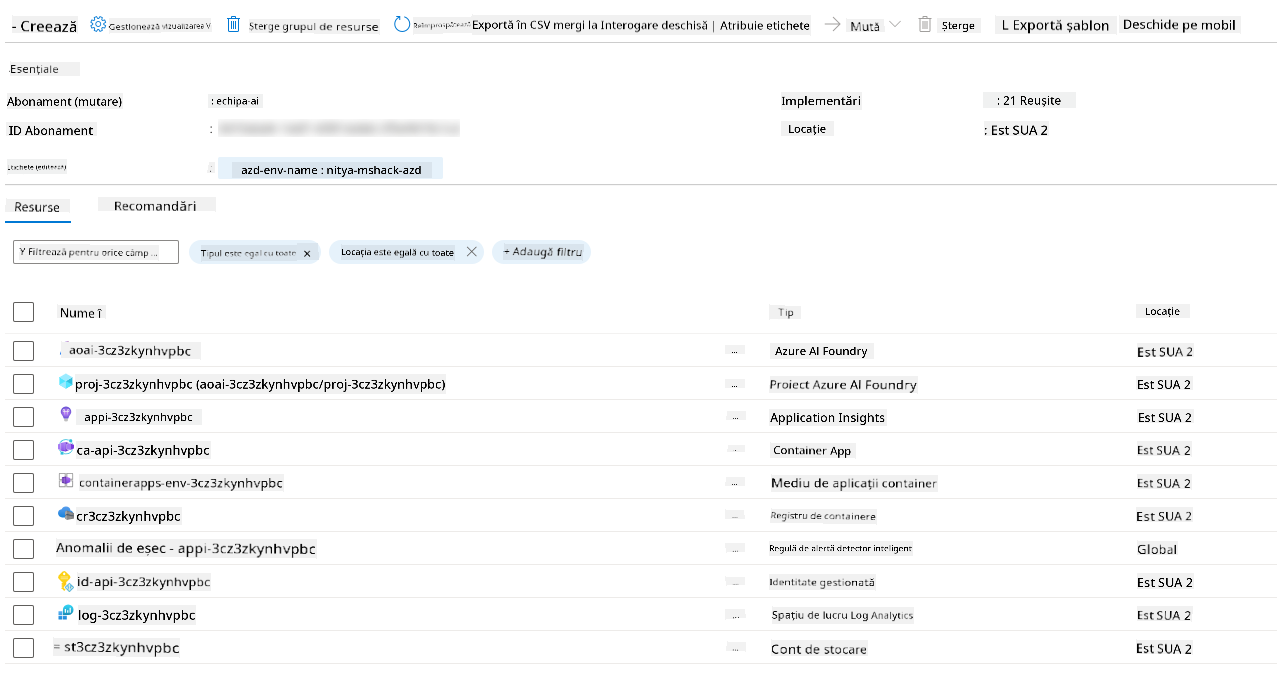 - Creează Gestionează vizualizarea V Șterge grupul de resurse Reîmprospătează Exportă în CSV mergi la Interogare deschisă | Atribuie etichete Mută Șterge L Exportă șablon Deschide pe mobil
Esențiale
Abonament (mutare) : echipa-ai Implementări : 21 Reușite
ID Abonament : Locație : Est SUA 2
Etichete (editează) : azd-env-name : nitya-mshack-azd
Resurse Recomandări
Y Filtrează pentru orice câmp ... Tipul este egal cu toate × Locația este egală cu toate × + Adaugă filtru
Nume î Tip Locație
aoai-3cz3zkynhvpbc ... Azure AI Foundry Est SUA 2
proj-3cz3zkynhvpbc (aoai-3cz3zkynhvpbc/proj-3cz3zkynhvpbc) ... Proiect Azure AI Foundry Est SUA 2
appi-3cz3zkynhvpbc ... Application Insights Est SUA 2
ca-api-3cz3zkynhvpbc ... Container App Est SUA 2
containerapps-env-3cz3zkynhvpbc ... Mediu de aplicații container Est SUA 2
cr3cz3zkynhvpbc ... Registru de containere Est SUA 2
Anomalii de eșec - appi-3cz3zkynhvpbc ... Regulă de alertă detector inteligent Global
id-api-3cz3zkynhvpbc ... Identitate gestionată Est SUA 2
log-3cz3zkynhvpbc ... Spațiu de lucru Log Analytics Est SUA 2
= st3cz3zkynhvpbc ... Cont de stocare Est SUA 2